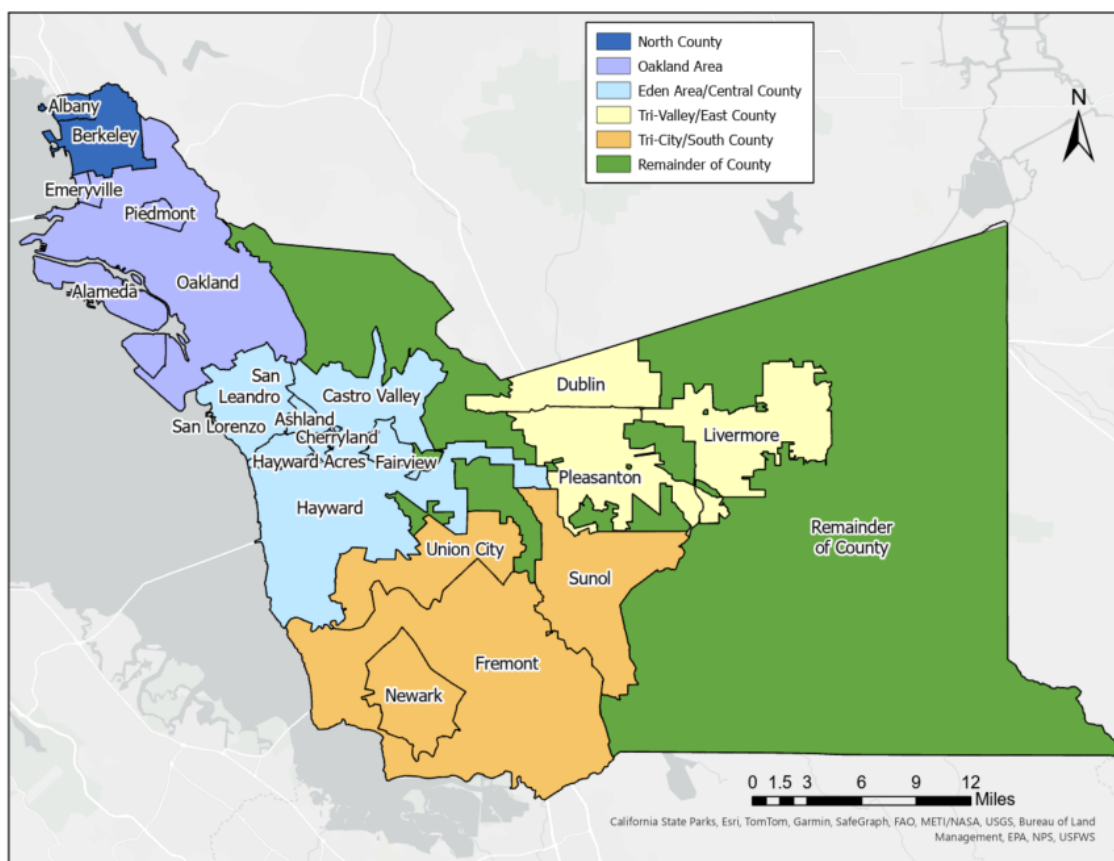 North County
Oakland Area
Eden Area/Central County
Tri-Valley/East County
Tri-City/South County
Remainder of County
N
Albany
Berkeley
Emeryville
Piedmont
Oakland
Alameda
San
Leandro
Castro Valley
San Lorenzo
Ashland
Cherryland
Hayward Acres
Fairview
Hayward
Dublin
Livermore
Pleasanton
Union City
Sunol
Fremont
Newark
Remainder
of County
0 1.5 3 6 9 12
Miles
California State Parks, Esri, TomTom, Garmin, SafeGraph, FAO, METI/NASA, USGS, Bureau of Land
Management, EPA, NPS, USFWS